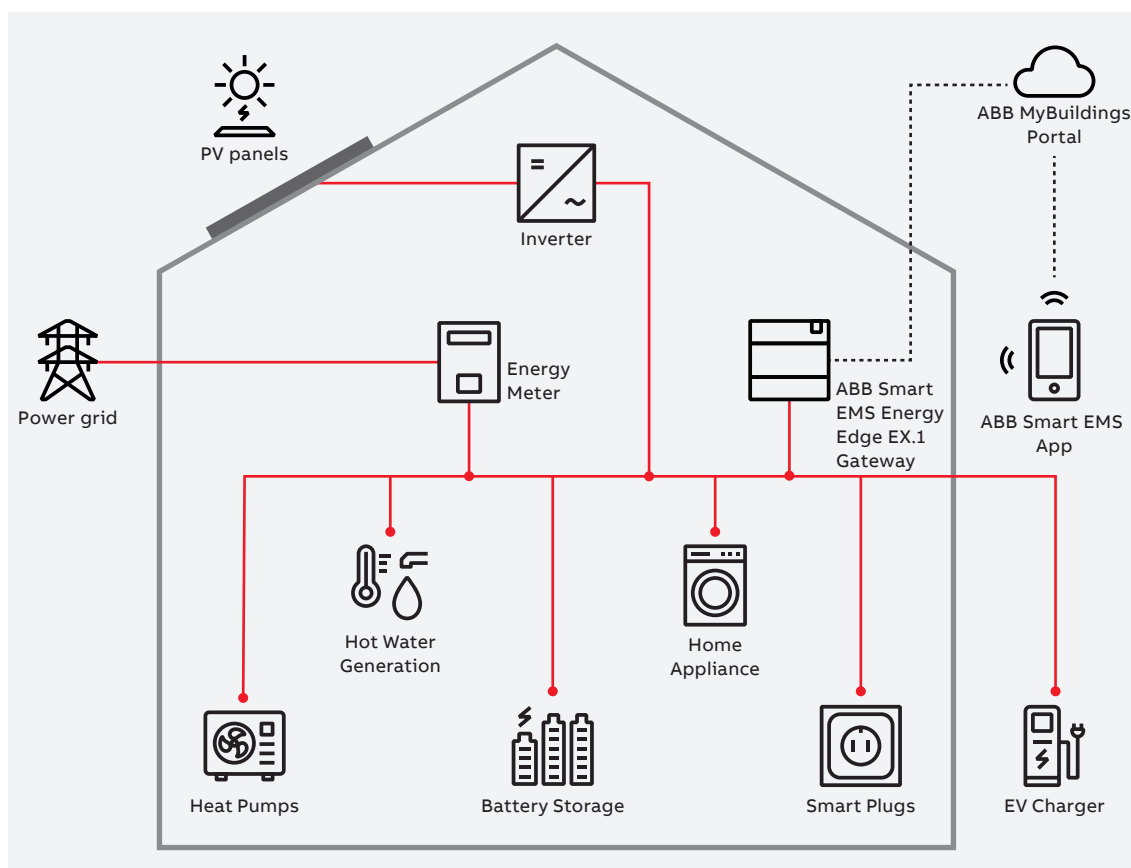 PV panels
ABB MyBuildings
Portal
Inverter
Power grid
Energy
Meter
ABB Smart
EMS Energy
Edge EX.1
Gateway
ABB Smart EMS
App
Hot Water
Generation
Home
Appliance
Heat Pumps
Battery Storage
Smart Plugs
EV Charger